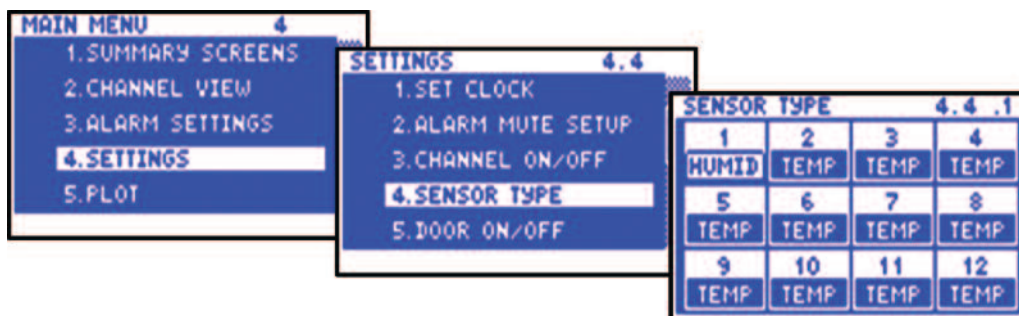 MAIN MENU 4
1.SUMMARY SCREENS
2.CHANNEL VIEW
3.ALARM SETTINGS
4.SETTINGS
5.PLOT
SETTINGS 4.4
1.SET CLOCK
2.ALARM MUTE SETUP
3.CHANNEL ON/OFF
4.SENSOR TYPE
5.DOOR ON/OFF
SENSOR TYPE 4.4 .1
1 2 3 4
HUMID TEMP TEMP TEMP
5 6 7 8
TEMP TEMP TEMP TEMP
9 10 11 12
TEMP TEMP TEMP TEMP